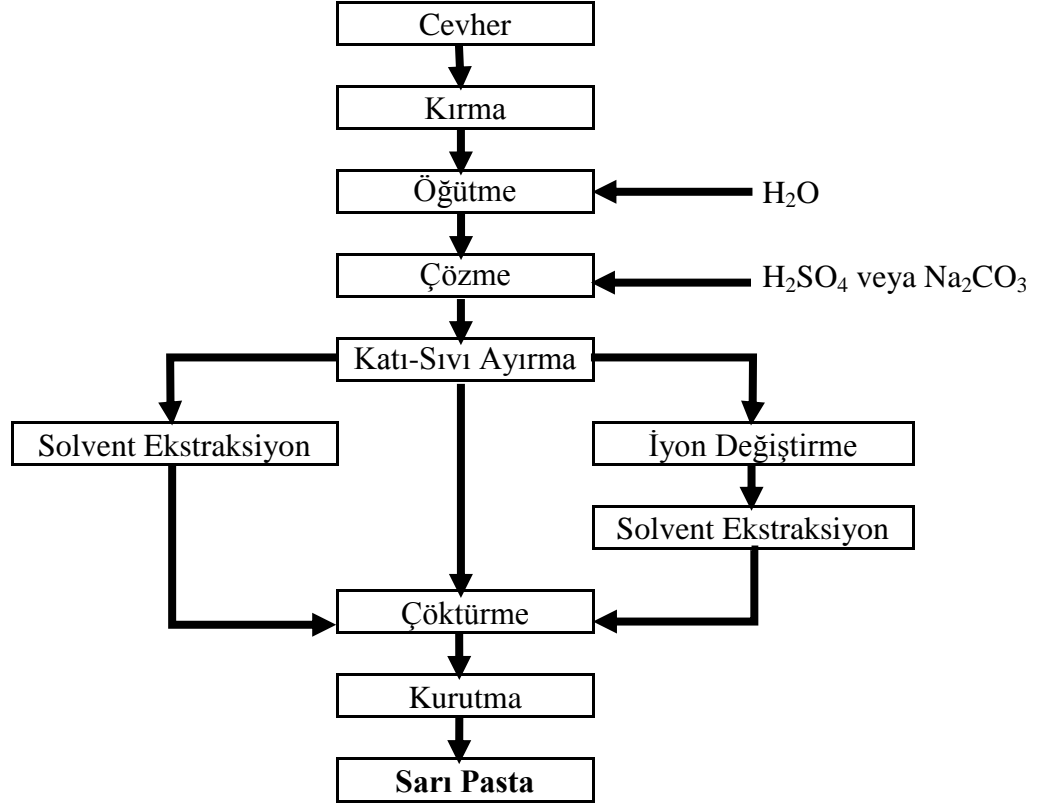 Cevher
Kırma
Öğütme
H₂O
Çözme
H₂SO₄ veya Na₂CO₃
Katı-Sıvı Ayırma
Solvent Ekstraksiyon
İyon Değiştirme
Solvent Ekstraksiyon
Çöktürme
Kurutma
Sarı Pasta